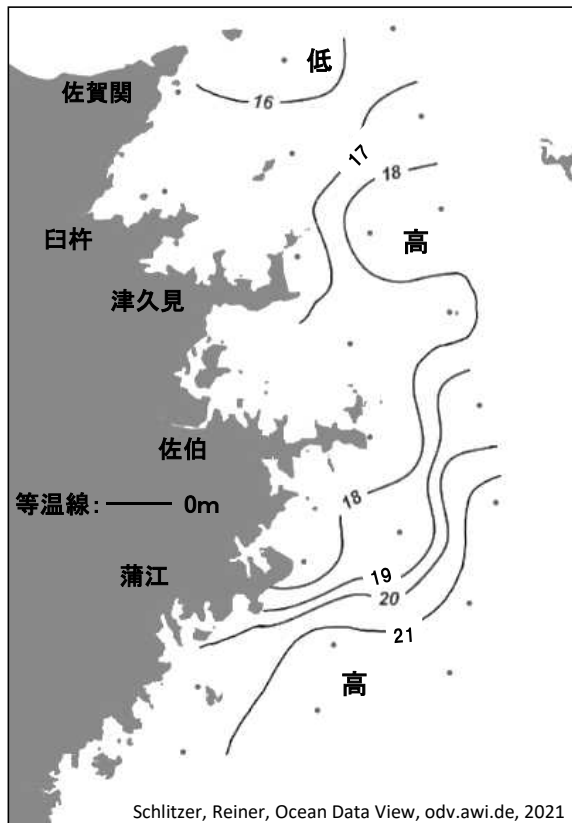 低
佐賀関
16
17
18
高
臼杵
津久見
佐伯
18
等温線: 0m
蒲江
19
20
21
高
Schlitzer, Reiner, Ocean Data View, odv.awi.de, 2021